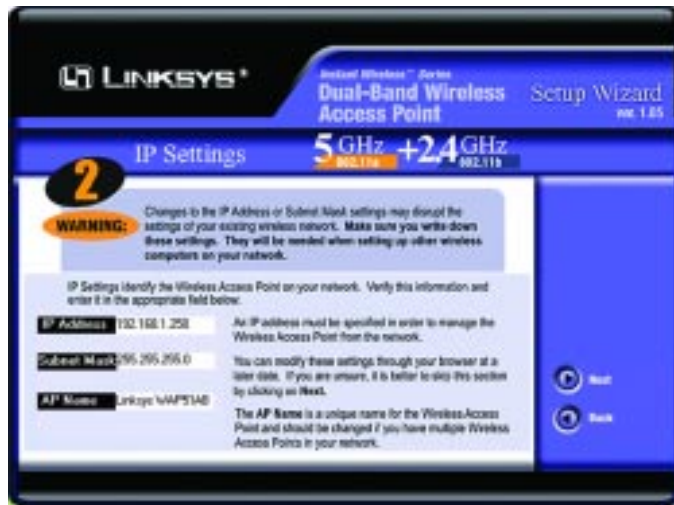 LINKSYS®
Instant Wireless™ Series
Dual-Band Wireless
Access Point
Setup Wizard
ver. 1.05
IP Settings
5 GHz + 2.4 GHz
802.11a 802.11b
2
WARNING:
Changes to the IP Address or Subnet Mask settings may disrupt the
settings of your existing wireless network. Make sure you write down
these settings. They will be needed when setting up other wireless
computers on your network.
IP Settings identify the Wireless Access Point on your network. Verify this information and
enter it in the appropriate field below.
IP Address 192.168.1.250
An IP address must be specified in order to manage the
Wireless Access Point from the network.
Subnet Mask 255.255.255.0
You can modify these settings through your browser at a
later date. If you are unsure, it is better to skip this section
by clicking on Next.
AP Name Linksys WAP51AB
The AP Name is a unique name for the Wireless Access
Point and should be changed if you have multiple Wireless
Access Points in your network.
Next
Back